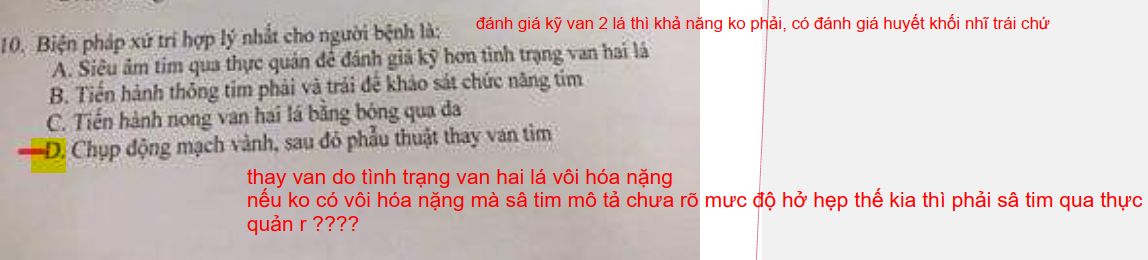 đánh giá kỹ van 2 lá thì khả năng ko phải, có đánh giá huyết khối nhĩ trái chứ
10. Biện pháp xử trí hợp lý nhất cho người bệnh là:
A. Siêu âm tim qua thực quản để đánh giá kỹ hơn tình trạng van hai lá
B. Tiến hành thông tim phải và trái để khảo sát chức năng tim
C. Tiến hành nong van hai lá bằng bóng qua da
D. Chụp động mạch vành, sau đó phẫu thuật thay van tim
thay van do tình trạng van hai lá vôi hóa nặng
nếu ko có vôi hóa nặng mà sâ tim mô tả chưa rõ mưc độ hở hẹp thế kia thì phải sâ tim qua thực
quản r ????